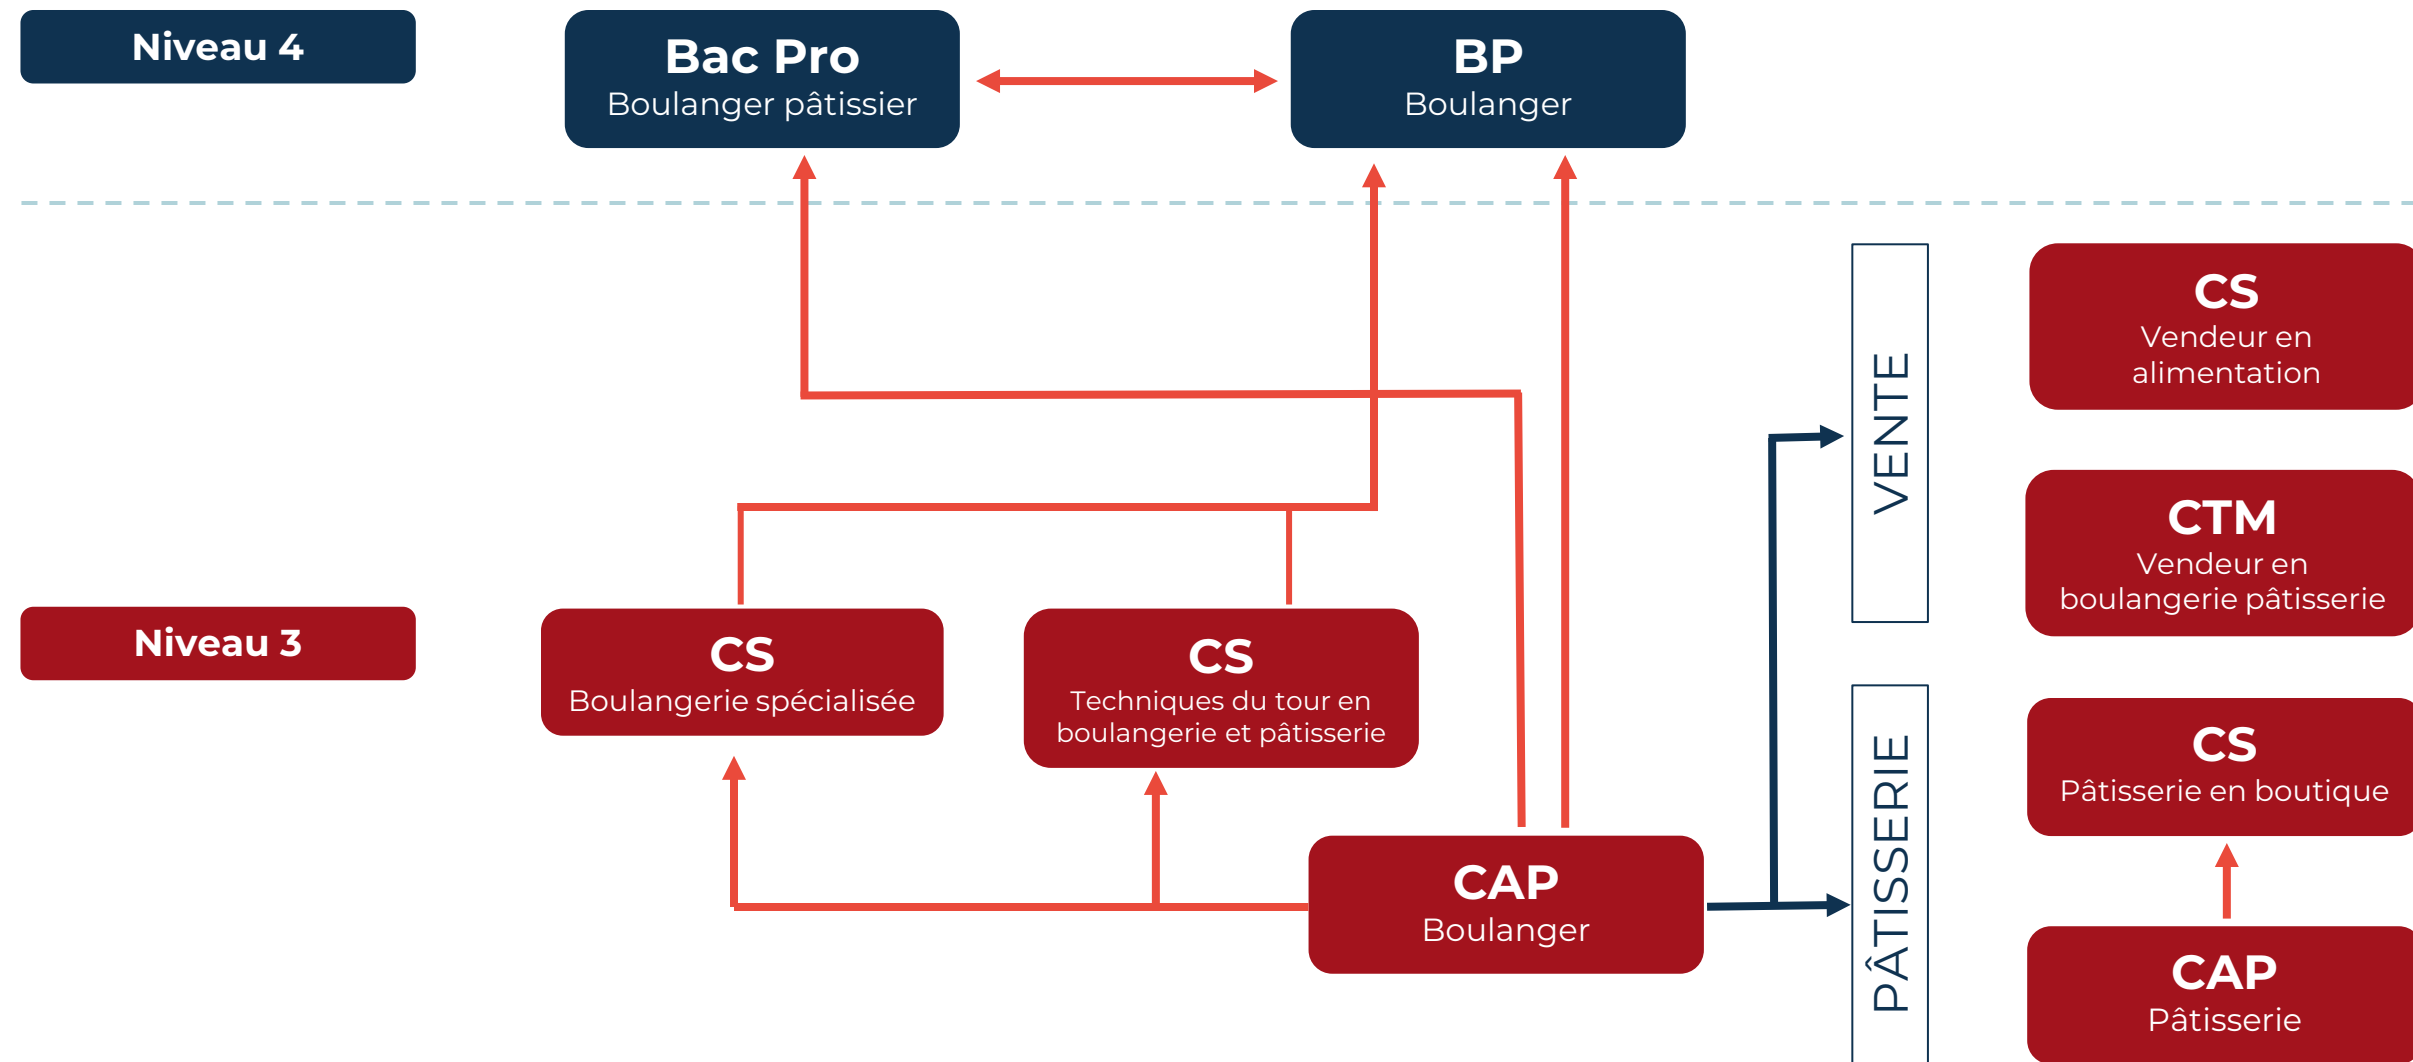 Niveau 4
Bac Pro
Boulanger pâtissier
BP
Boulanger
VENTE
CS
Vendeur en
alimentation
CTM
Vendeur en
boulangerie pâtisserie
Niveau 3
CS
Boulangerie spécialisée
CS
Techniques du tour en
boulangerie et pâtisserie
CAP
Boulanger
PÂTISSERIE
CS
Pâtisserie en boutique
CAP
Pâtisserie